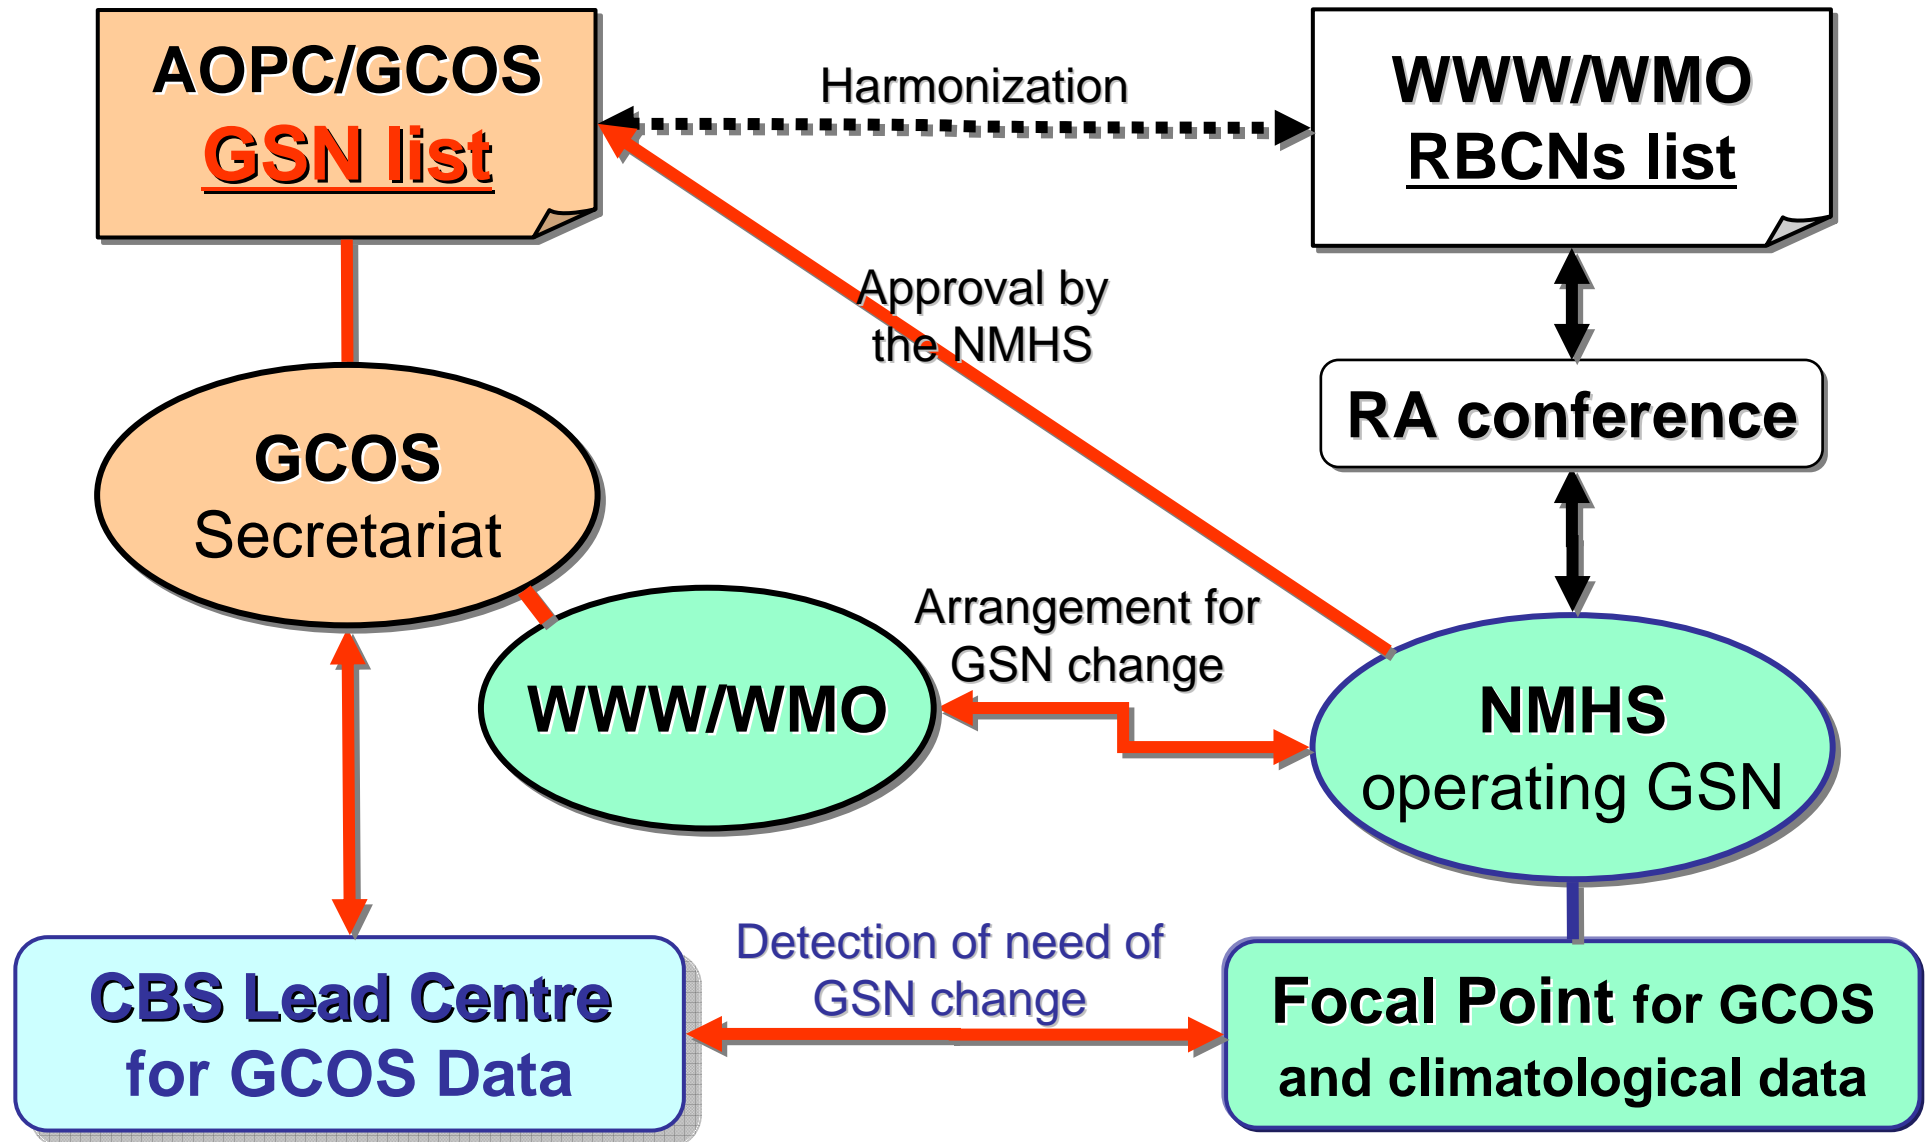 AOPC/GCOS
GSN list
Harmonization
WWW/WMO
RBCNs list
Approval by
the NMHS
RA conference
GCOS
Secretariat
Arrangement for
GSN change
WWW/WMO
NMHS
operating GSN
Detection of need of
GSN change
CBS Lead Centre
for GCOS Data
Focal Point for GCOS
and climatological data